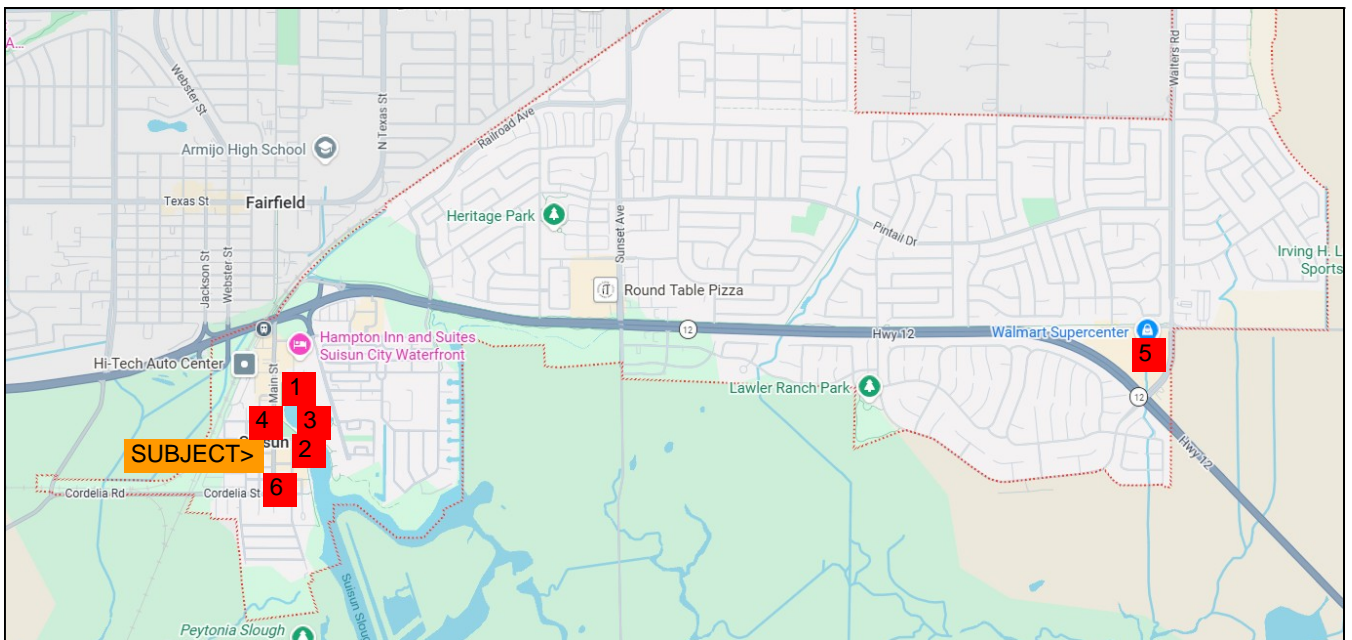 A...
Webster St
N Texas St
Railroad Ave
Walters Rd
Armijo High School
Texas St
Fairfield
Heritage Park
Sunset Ave
Pintail Dr
Irving H. L
Sports
Jackson St
Webster St
iT
Round Table Pizza
12
Hwy 12
Walmart Supercenter
Hampton Inn and Suites
Suisun City Waterfront
Hi-Tech Auto Center
Main St
5
1
Lawler Ranch Park
12
4
3
SUBJECT>
2
Hwy 12
6
Cordelia Rd
Cordelia St
Peytonia Slough